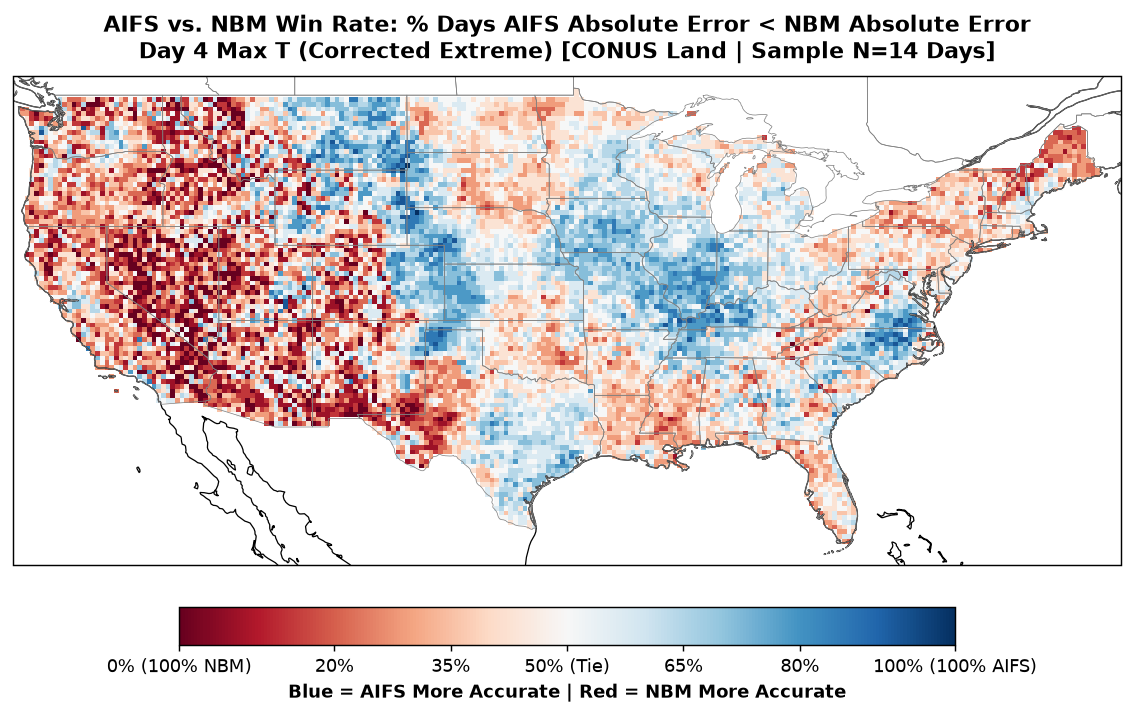 AIFS vs. NBM Win Rate: % Days AIFS Absolute Error < NBM Absolute Error
Day 4 Max T (Corrected Extreme) [CONUS Land | Sample N=14 Days]
0% (100% NBM) 20% 35% 50% (Tie) 65% 80% 100% (100% AIFS)
Blue = AIFS More Accurate | Red = NBM More Accurate